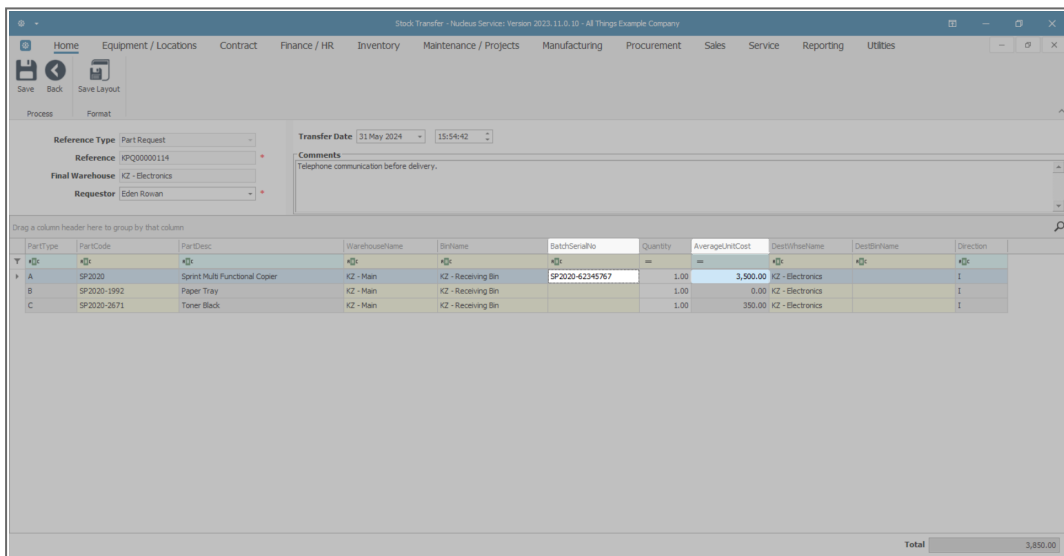 Stock Transfer - Nucleus Service: Version 2023.11.0.10 - All Things Example Company
Home Equipment / Locations Contract Finance / HR Inventory Maintenance / Projects Manufacturing Procurement Sales Service Reporting Utilities
Save Back Save Layout
Process Format
Reference Type Part Request
Reference KPQ00000114 *
Final Warehouse KZ - Electronics
Requestor Eden Rowan *
Transfer Date 31 May 2024 15:54:42
Comments
Telephone communication before delivery.
Drag a column header here to group by that column
PartType PartCode PartDesc WarehouseName BinName BatchSerialNo Quantity AverageUnitCost DestWhseName DestBinName Direction
A SP2020 Sprint Multi Functional Copier KZ - Main KZ - Receiving Bin SP2020-62345767 1.00 3,500.00 KZ - Electronics I
B SP2020-1992 Paper Tray KZ - Main KZ - Receiving Bin 1.00 0.00 KZ - Electronics I
C SP2020-2671 Toner Black KZ - Main KZ - Receiving Bin 1.00 350.00 KZ - Electronics I
Total 3,850.00